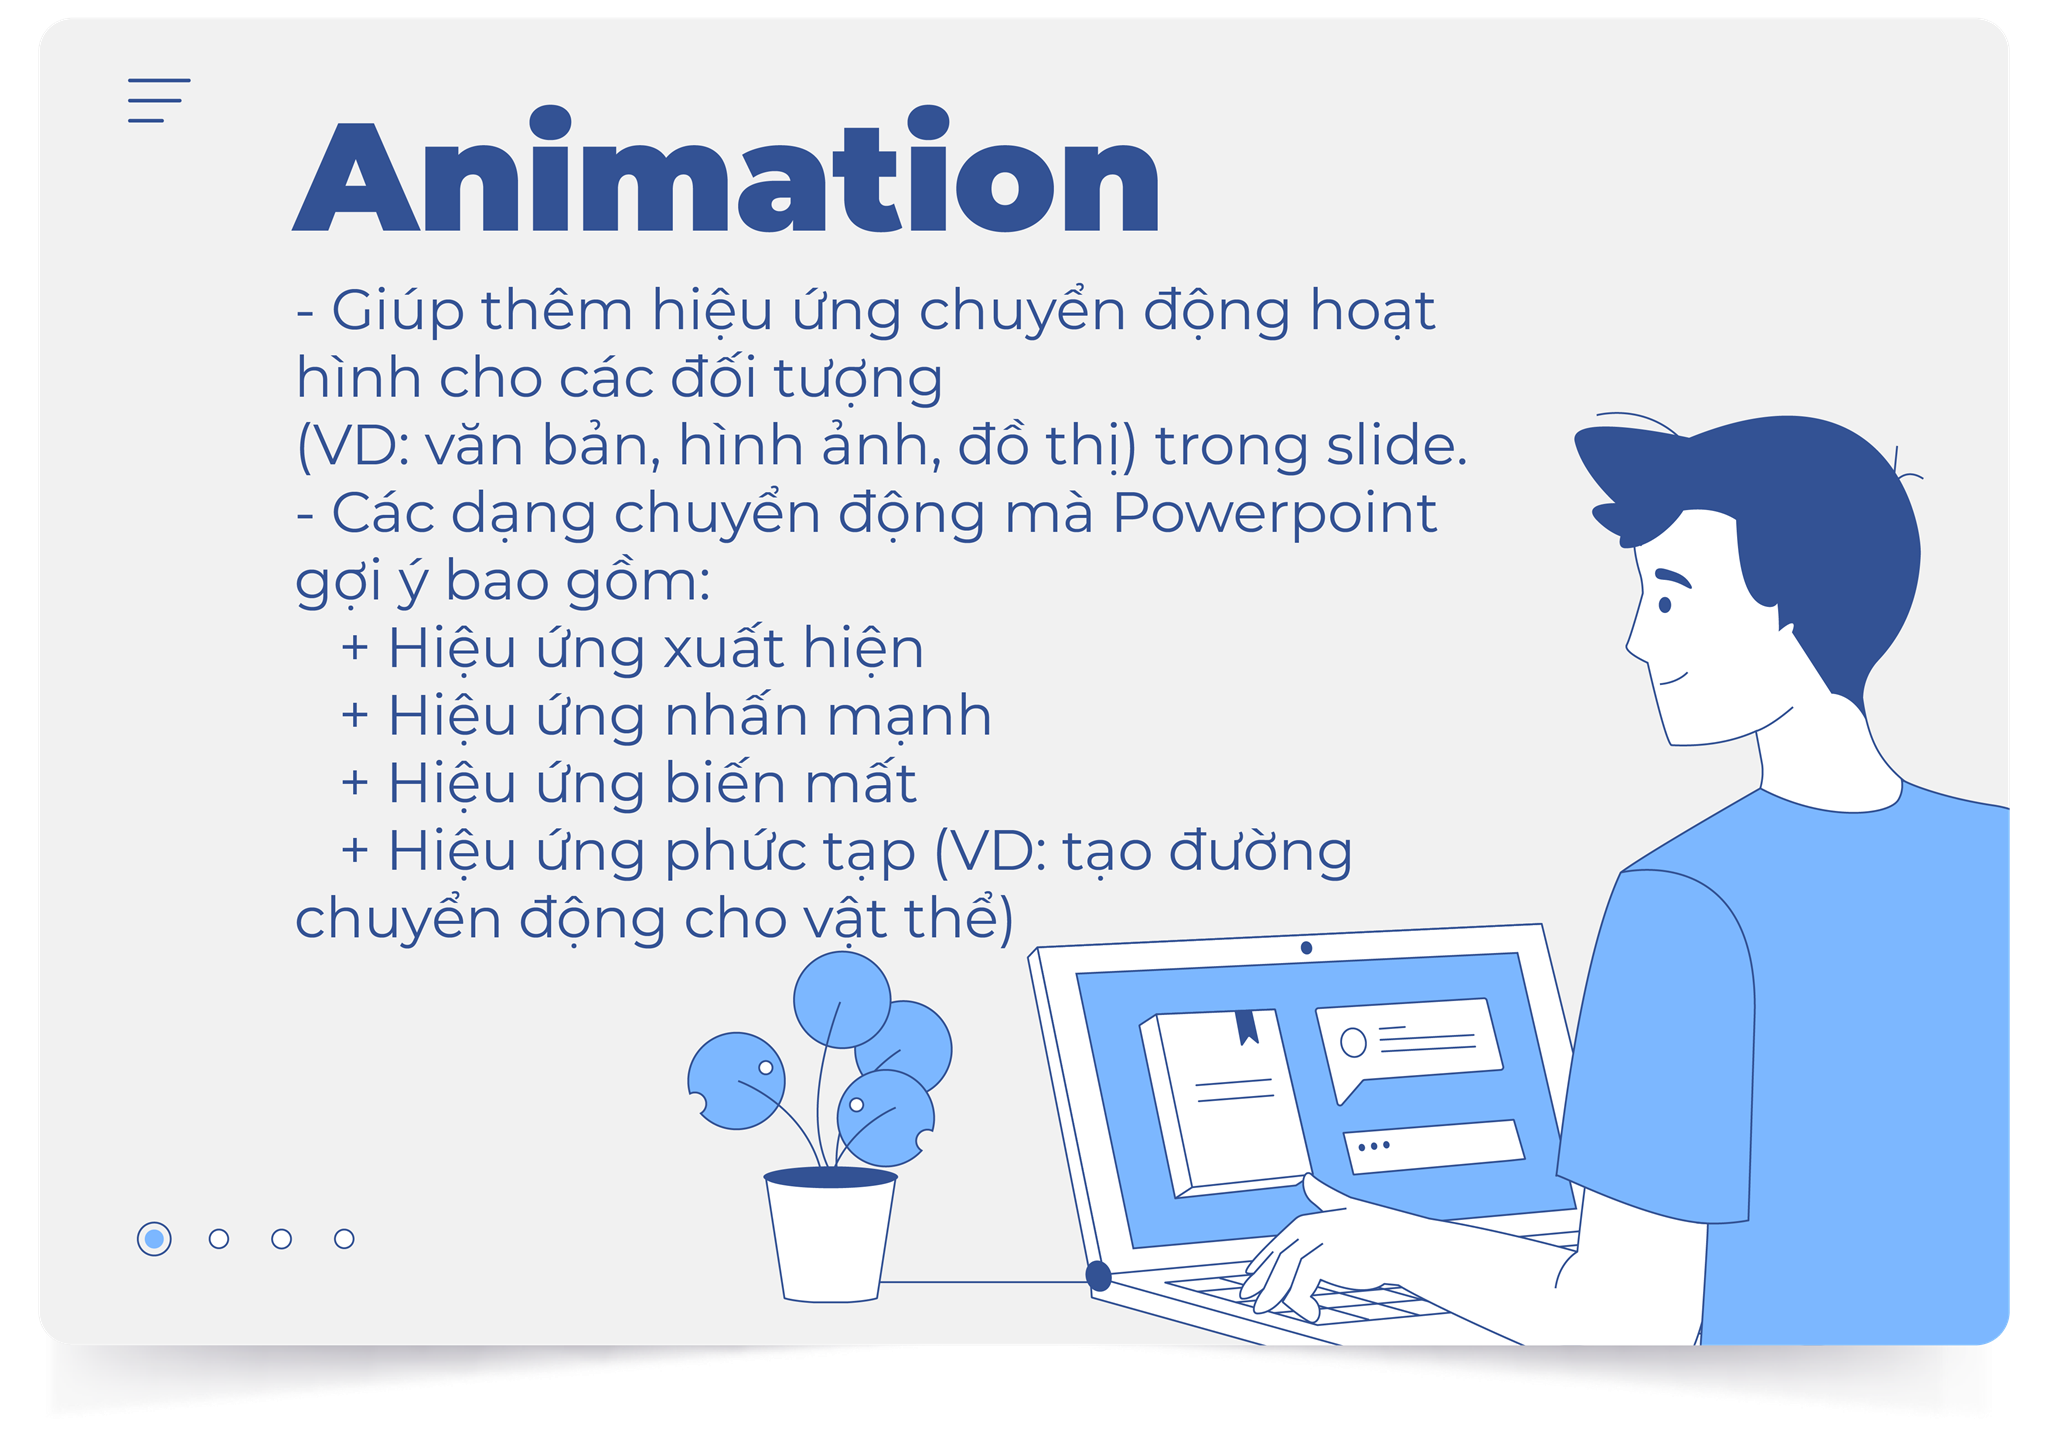 Animation
- Giúp thêm hiệu ứng chuyển động hoạt
hình cho các đối tượng
(VD: văn bản, hình ảnh, đồ thị) trong slide.
- Các dạng chuyển động mà Powerpoint
gợi ý bao gồm:
+ Hiệu ứng xuất hiện
+ Hiệu ứng nhấn mạnh
+ Hiệu ứng biến mất
+ Hiệu ứng phức tạp (VD: tạo đường
chuyển động cho vật thể)